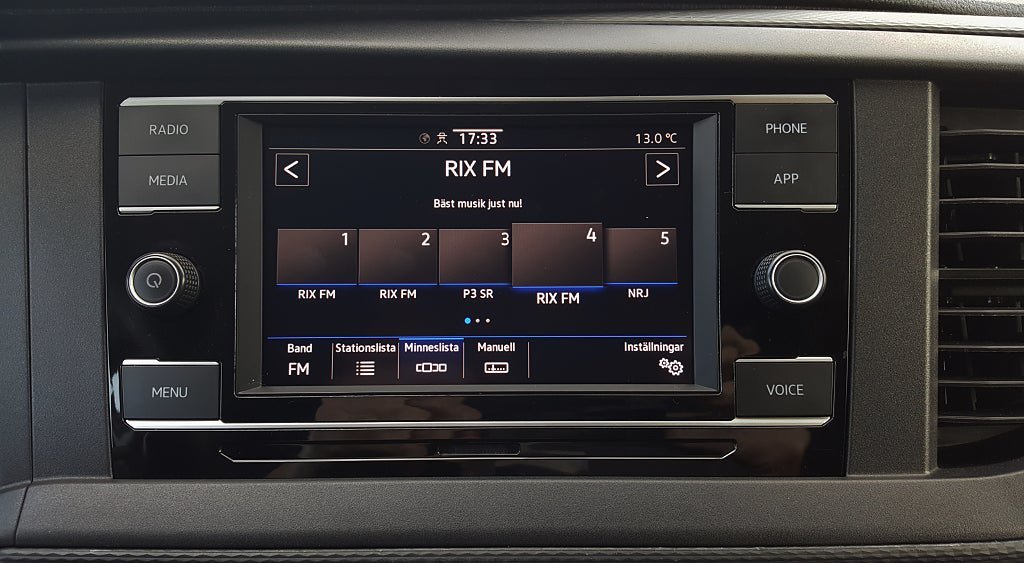 RADIO
MEDIA
MENU
17:33
13.0 °C
<
RIX FM
>
Bäst musik just nu!
1 2 3 4 5
RIX FM RIX FM P3 SR RIX FM NRJ
Band Stationslista Minneslista Manuell Inställningar
FM
PHONE
APP
VOICE